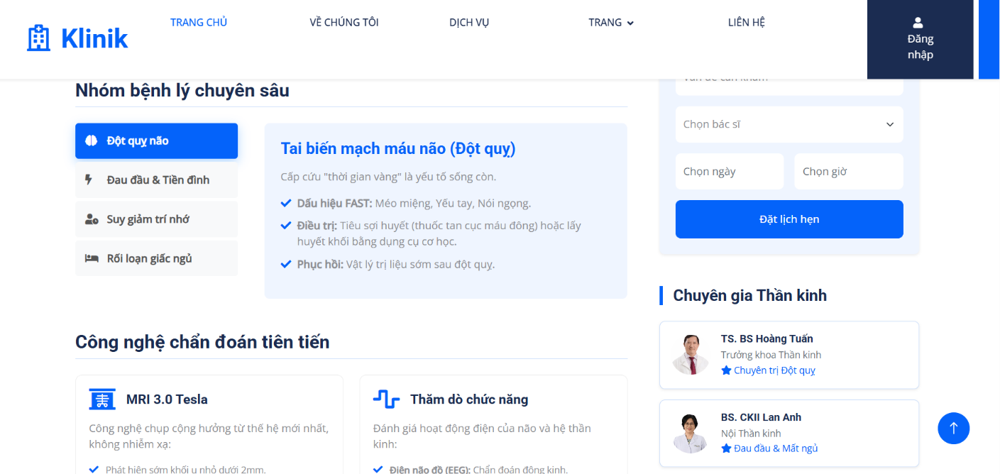 Klinik
TRANG CHỦ
VỀ CHÚNG TÔI
DỊCH VỤ
TRANG
LIÊN HỆ
Đăng
nhập
Nhóm bệnh lý chuyên sâu
Đột quỵ não
Đau đầu & Tiền đình
Suy giảm trí nhớ
Rối loạn giấc ngủ
Tai biến mạch máu não (Đột quỵ)
Cấp cứu "thời gian vàng" là yếu tố sống còn.
Dấu hiệu FAST: Méo miệng, Yếu tay, Nói ngọng.
Điều trị: Tiêu sợi huyết (thuốc tan cục máu đông) hoặc lấy
huyết khối bằng dụng cụ cơ học.
Phục hồi: Vật lý trị liệu sớm sau đột quỵ.
Công nghệ chẩn đoán tiên tiến
MRI 3.0 Tesla
Công nghệ chụp cộng hưởng từ thế hệ mới nhất,
không nhiễm xạ:
Phát hiện sớm khối u nhỏ dưới 2mm.
Thăm dò chức năng
Đánh giá hoạt động điện của não và hệ thần
kinh:
Điện não đồ (EEG): Chẩn đoán động kinh.
Chọn bác sĩ
Chọn ngày
Chọn giờ
Đặt lịch hẹn
Chuyên gia Thần kinh
TS. BS Hoàng Tuấn
Trưởng khoa Thần kinh
Chuyên trị Đột quỵ
BS. CKII Lan Anh
Nội Thần kinh
Đau đầu & Mất ngủ